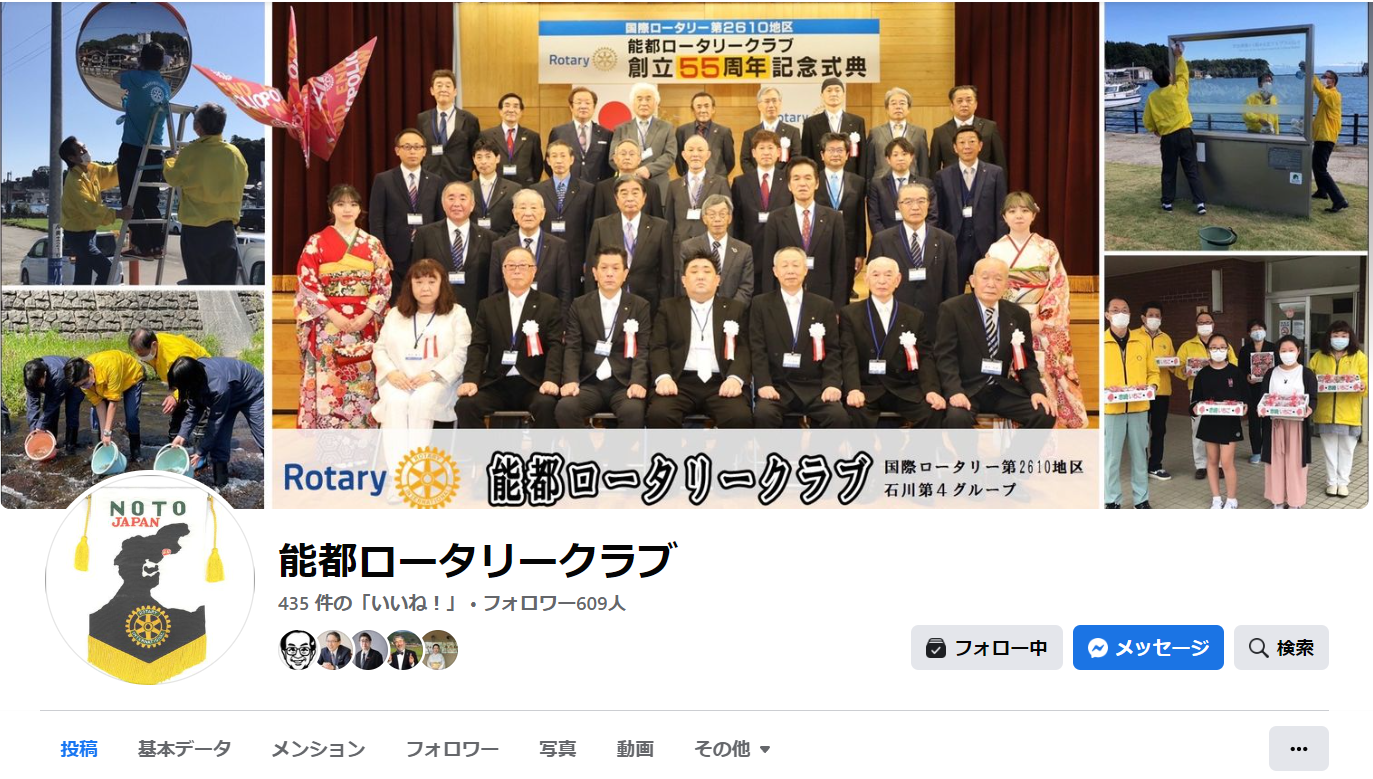 国際ロータリー第2610地区
能都ロータリークラブ
Rotary
創立55周年記念式典
END
POLIO
Rotary
Rotary
能都ロータリークラブ
国際ロータリー第2610地区
石川第4グループ
NOTO
JAPAN
ROTARY
INTERNATIONAL
能都ロータリークラブ
435 件の「いいね！」 • フォロワー609人
フォロー中
メッセージ
検索
投稿
基本データ
メンション
フォロワー
写真
動画
その他